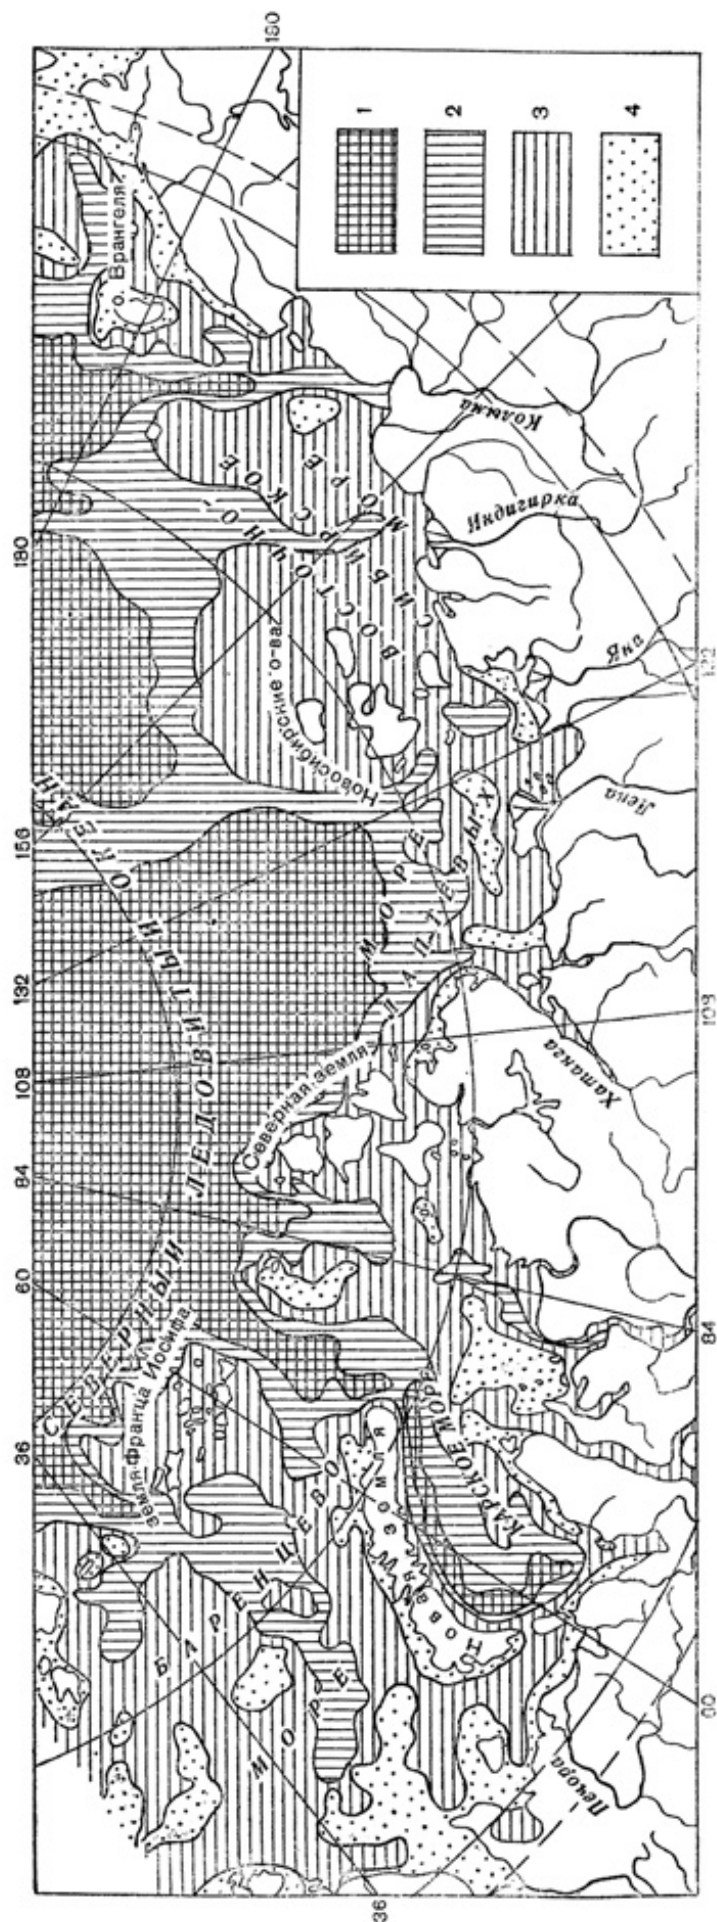 180
180
156
132
108
84
60
36
36
60
84
108
132
1
2
3
4
СЕВЕРНЫЙ ЛЕДОВИТЫЙ ОКЕАН
о. Врангеля
ВОСТОЧНО-
СИБИРСКОЕ
МОРЕ
Новосибирские о-ва
МОРЕ
ЛАПТЕВЫХ
Северная земля
земля Франца Иосифа
БАРЕНЦЕВО
МОРЕ
Новая земля
КАРСКОЕ МОРЕ
Колыма
Индигирка
Яна
Лена
Хатанга
Печора